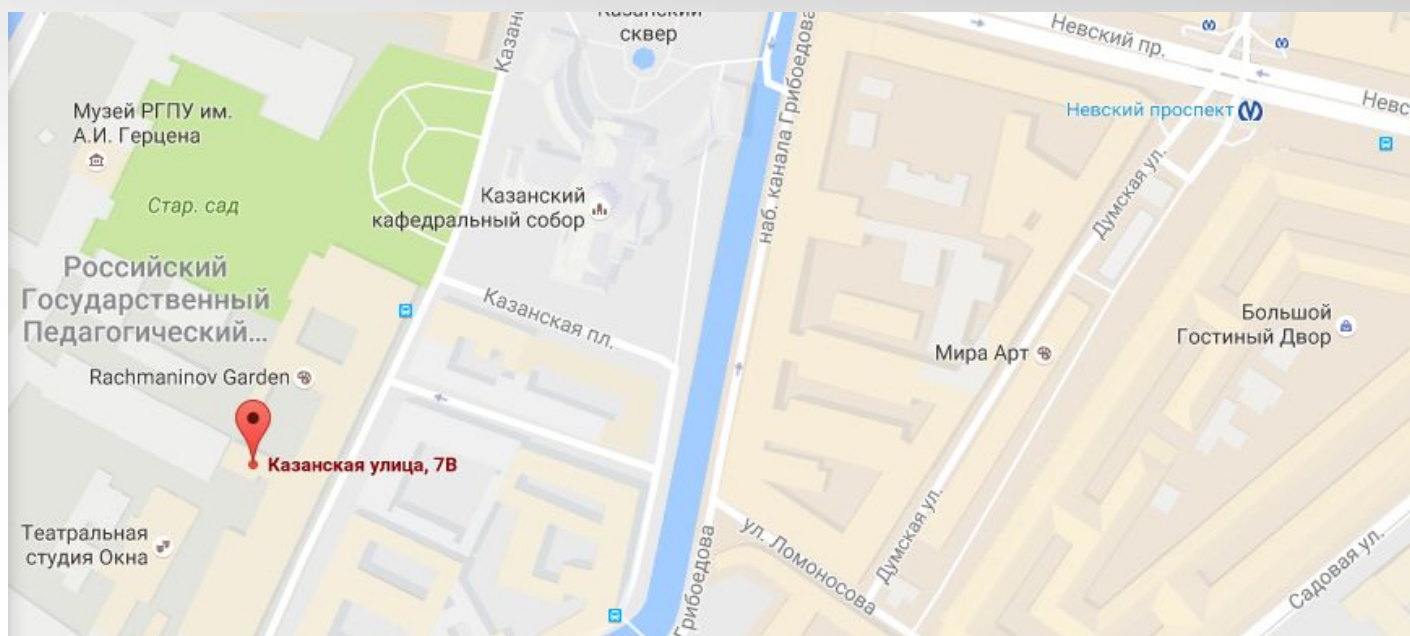 Казанский
сквер
Казанс
Невский пр.
Невс
Невский проспект
Музей РГПУ им.
А.И. Герцена
Стар. сад
Казанский
кафедральный собор
наб. канала Грибоедова
Думская ул.
Российский
Государственный
Педагогический...
Казанская пл.
Большой
Гостиный Двор
Мира Арт
Rachmaninov Garden
Казанская улица, 7В
Театральная
студия Окна
Грибоедова
ул. Ломоносова
Думская ул.
Садовая ул.